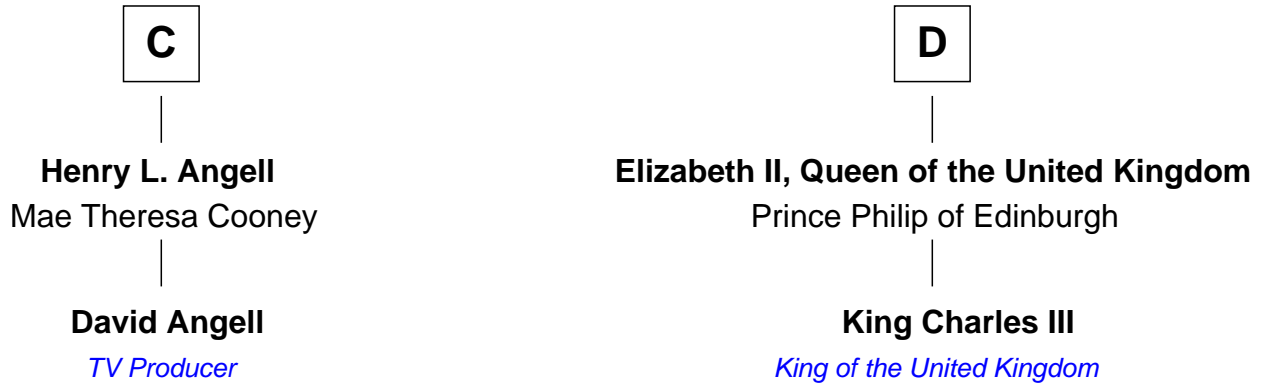 C
D
Henry L. Angell
Mae Theresa Cooney
Elizabeth II, Queen of the United Kingdom
Prince Philip of Edinburgh
David Angell
TV Producer
King Charles III
King of the United Kingdom